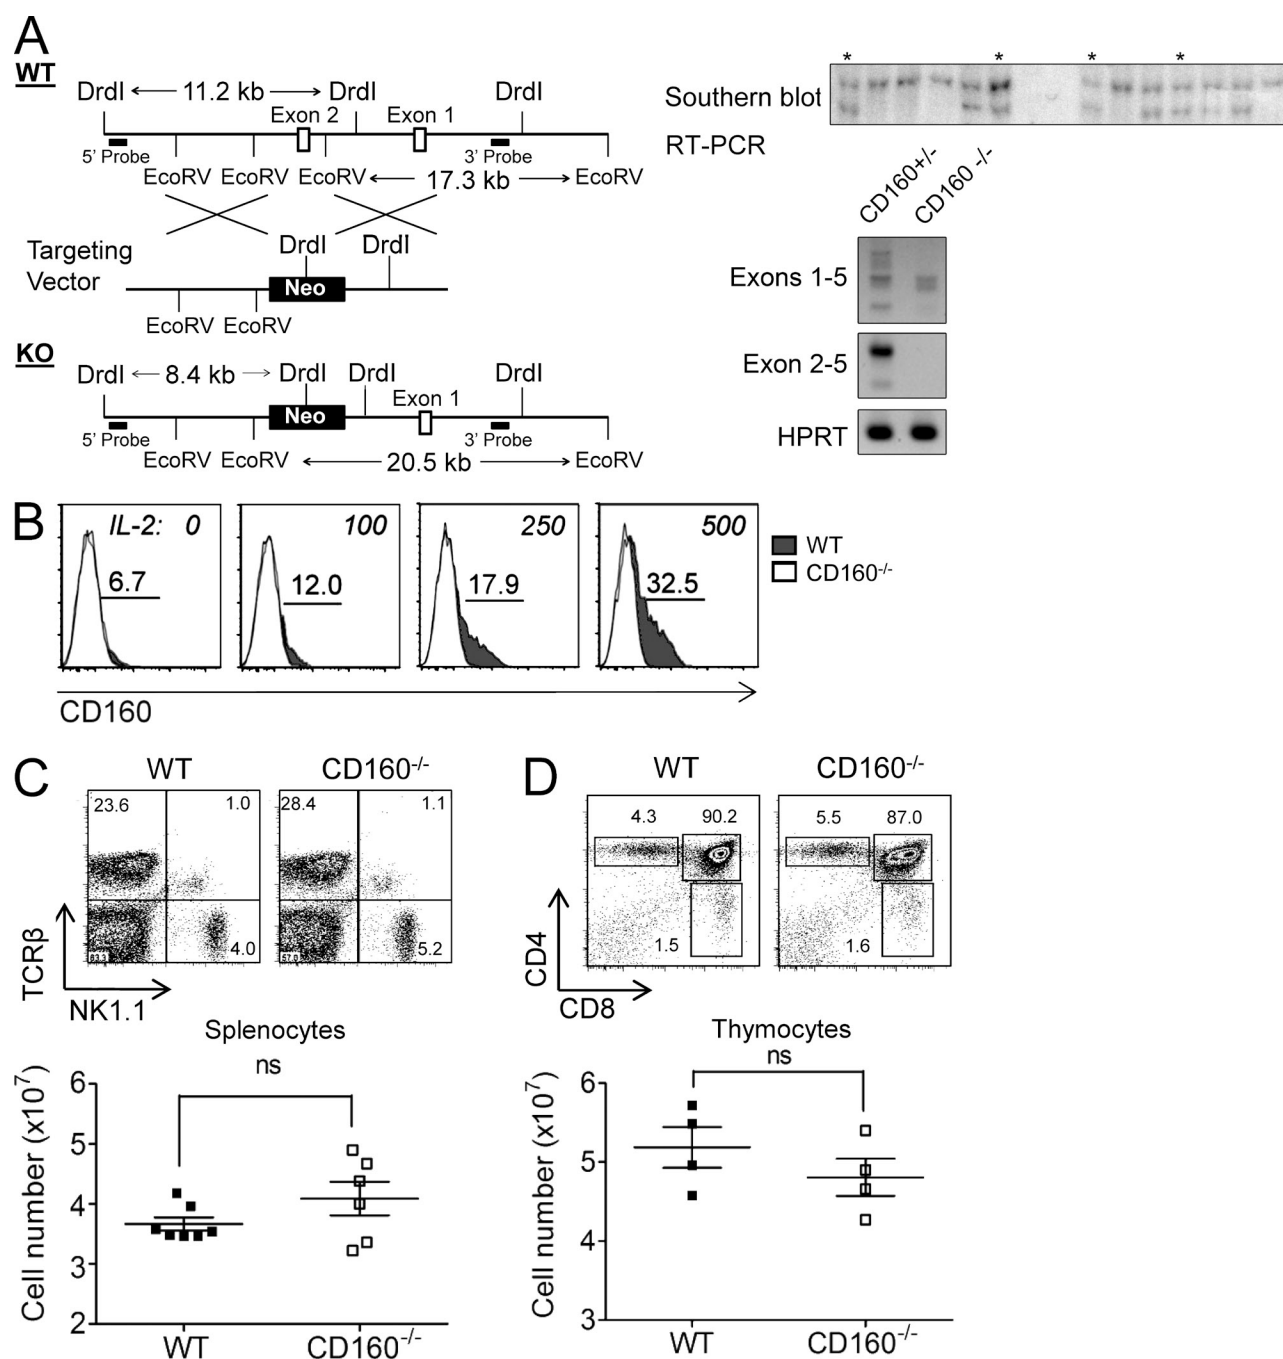 A
WT
DrdI 11.2 kb DrdI DrdI
Exon 2 Exon 1
5’ Probe 3’ Probe
EcoRV EcoRV EcoRV 17.3 kb EcoRV
Targeting
Vector
DrdI DrdI
Neo
EcoRV EcoRV
KO
DrdI 8.4 kb DrdI DrdI DrdI
Neo Exon 1
5’ Probe 3’ Probe
EcoRV EcoRV 20.5 kb EcoRV
* * * *
Southern blot
RT-PCR
CD160+/- CD160 -/-
Exons 1-5
Exon 2-5
HPRT
B
IL-2: 0 100 250 500
6.7 12.0 17.9 32.5
WT
CD160-/-
CD160
C
WT CD160-/-
23.6 1.0 28.4 1.1
4.0 5.2
63.3 57.0
TCRβ
NK1.1
Splenocytes
ns
Cell number (x10⁷)
6
5
4
3
2
WT CD160-/-
D
WT CD160-/-
4.3 90.2 5.5 87.0
1.5 1.6
CD4
CD8
Thymocytes
ns
Cell number (x10⁷)
6
5
4
3
WT CD160-/-